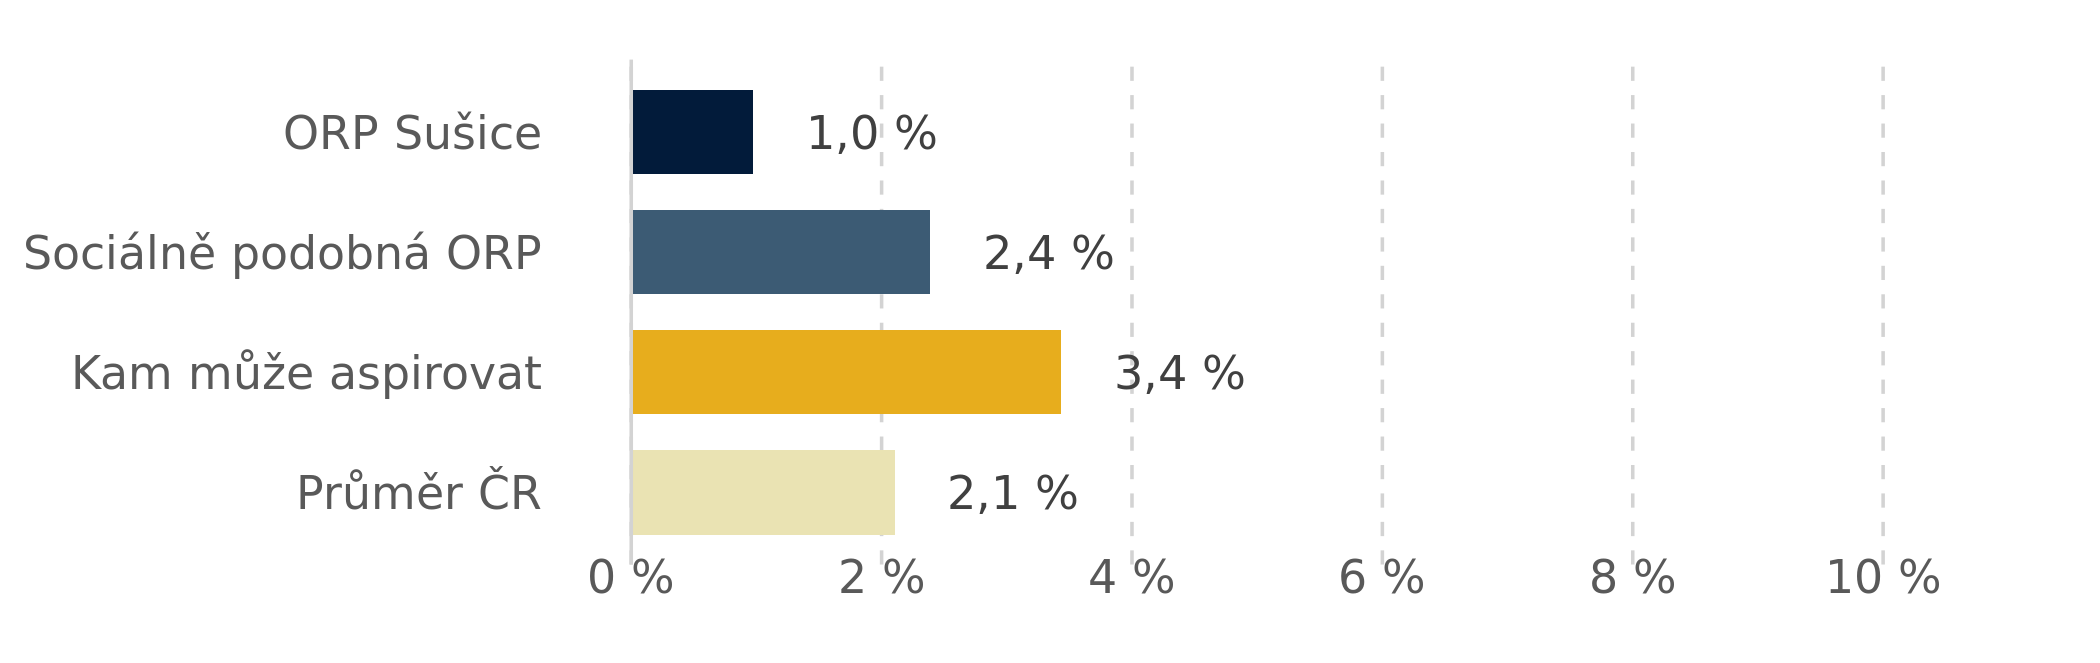 ORP Sušice 1,0 %
Sociálně podobná ORP 2,4 %
Kam může aspirovat 3,4 %
Průměr ČR 2,1 %
0 % 2 % 4 % 6 % 8 % 10 %